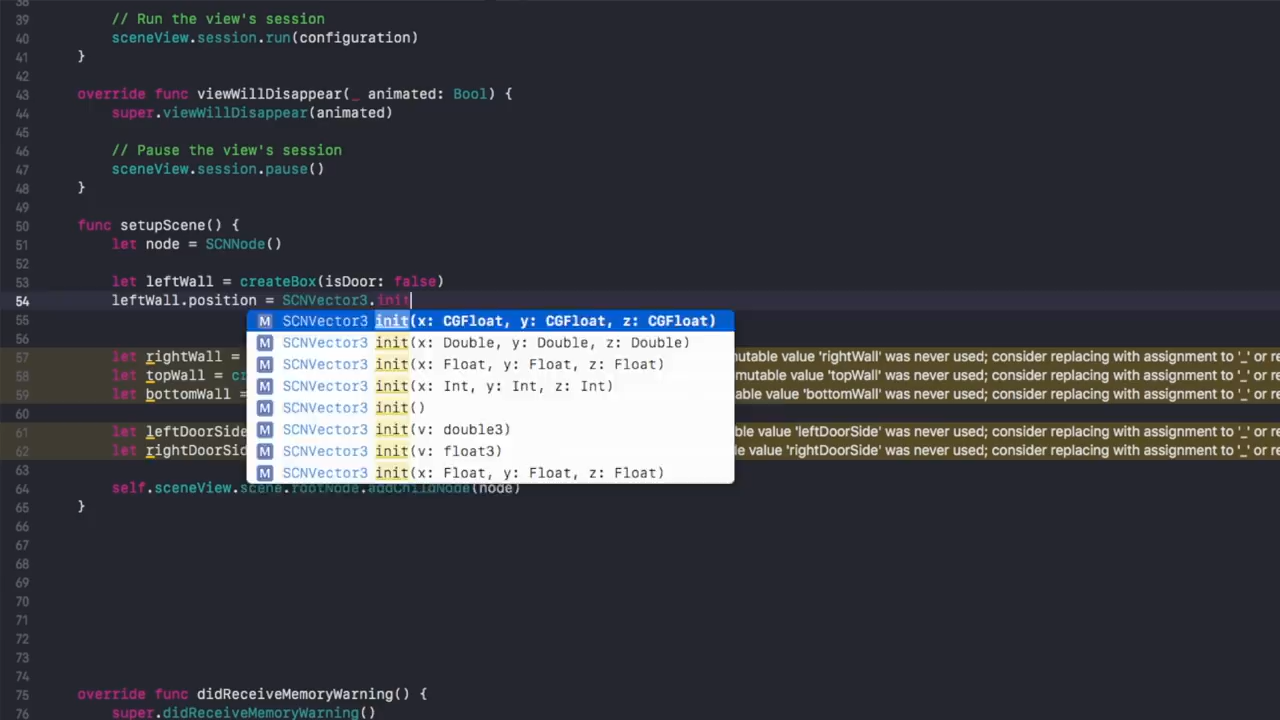 38
39 // Run the view's session
40 sceneView.session.run(configuration)
41 }
42
43 override func viewWillDisappear(_ animated: Bool) {
44 super.viewWillDisappear(animated)
45
46 // Pause the view's session
47 sceneView.session.pause()
48 }
49
50 func setupScene() {
51 let node = SCNNode()
52
53 let leftWall = createBox(isDoor: false)
54 leftWall.position = SCNVector3.init
M SCNVector3 init(x: CGFloat, y: CGFloat, z: CGFloat)
55
M SCNVector3 init(x: Double, y: Double, z: Double)
56
57 let rightWall = mutable value 'rightWall' was never used; consider replacing with assignment to '_' or re
M SCNVector3 init(x: Float, y: Float, z: Float)
58 let topWall = cr mutable value 'topWall' was never used; consider replacing with assignment to '_' or re
M SCNVector3 init(x: Int, y: Int, z: Int)
59 let bottomWall = able value 'bottomWall' was never used; consider replacing with assignment to '_' or re
M SCNVector3 init()
60
61 let leftDoorSide ble value 'leftDoorSide' was never used; consider replacing with assignment to '_' or re
M SCNVector3 init(v: double3)
62 let rightDoorSid le value 'rightDoorSide' was never used; consider replacing with assignment to '_' or re
M SCNVector3 init(v: float3)
63
M SCNVector3 init(x: Float, y: Float, z: Float)
64 self.sceneView.scene.rootNode.addChildNode(node)
65 }
66
67
68
69
70
71
72
73
74
75 override func didReceiveMemoryWarning() {
76 super.didReceiveMemoryWarning()